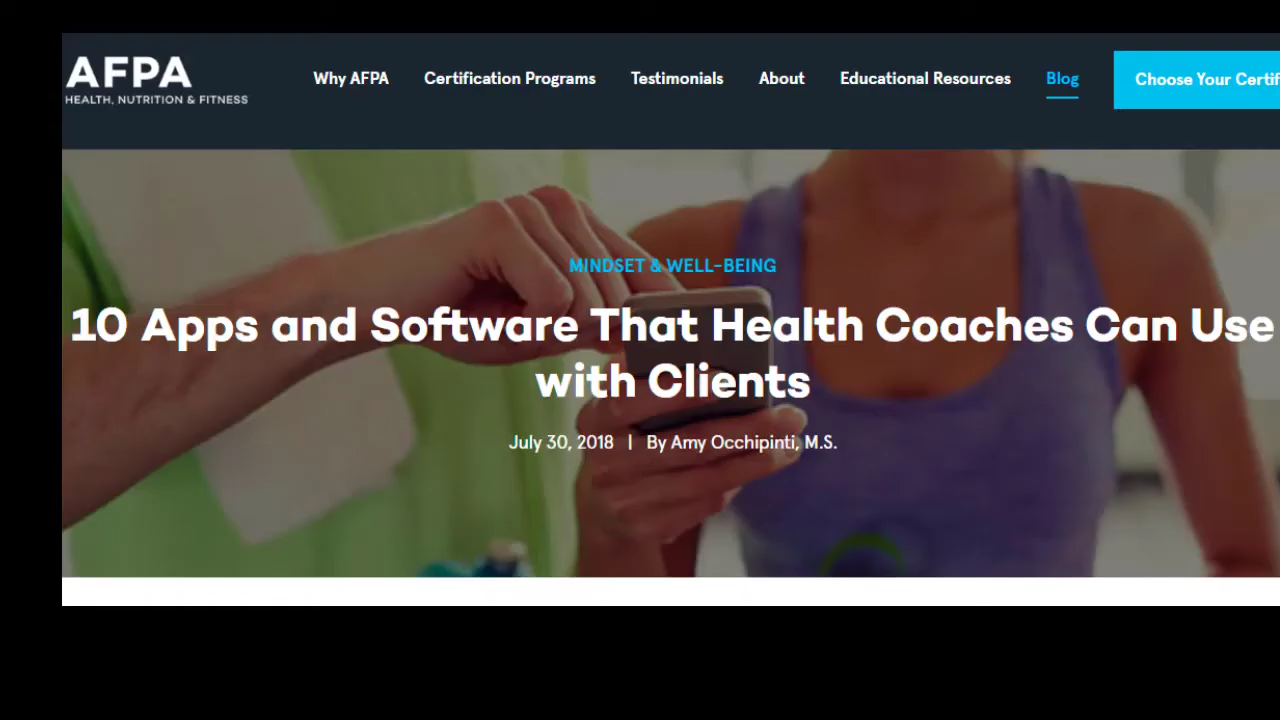 AFPA
HEALTH, NUTRITION & FITNESS
Why AFPA Certification Programs Testimonials About Educational Resources Blog Choose Your
MINDSET & WELL-BEING
10 Apps and Software That Health Coaches Can Use
with Clients
July 30, 2018 | By Amy Occhipinti, M.S.